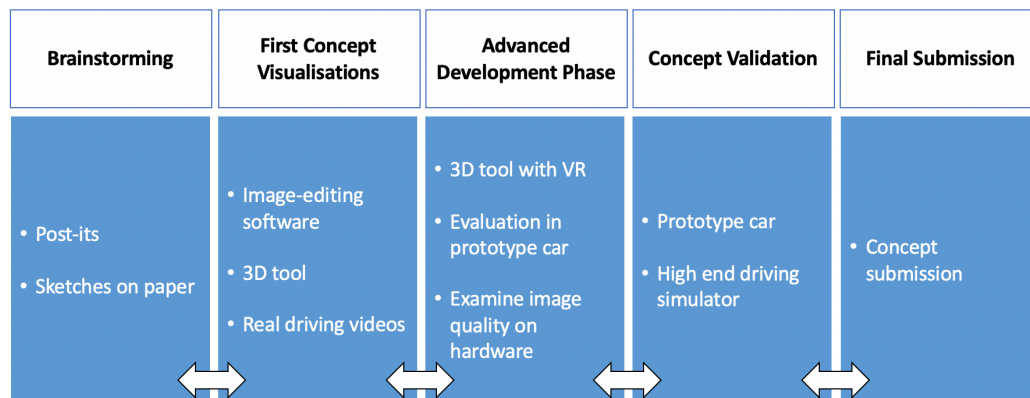 Brainstorming
First Concept
Visualisations
Advanced
Development Phase
Concept Validation
Final Submission
• Post-its
• Sketches on paper
• Image-editing
software
• 3D tool
• Real driving videos
• 3D tool with VR
• Evaluation in
prototype car
• Examine image
quality on
hardware
• Prototype car
• High end driving
simulator
• Concept
submission